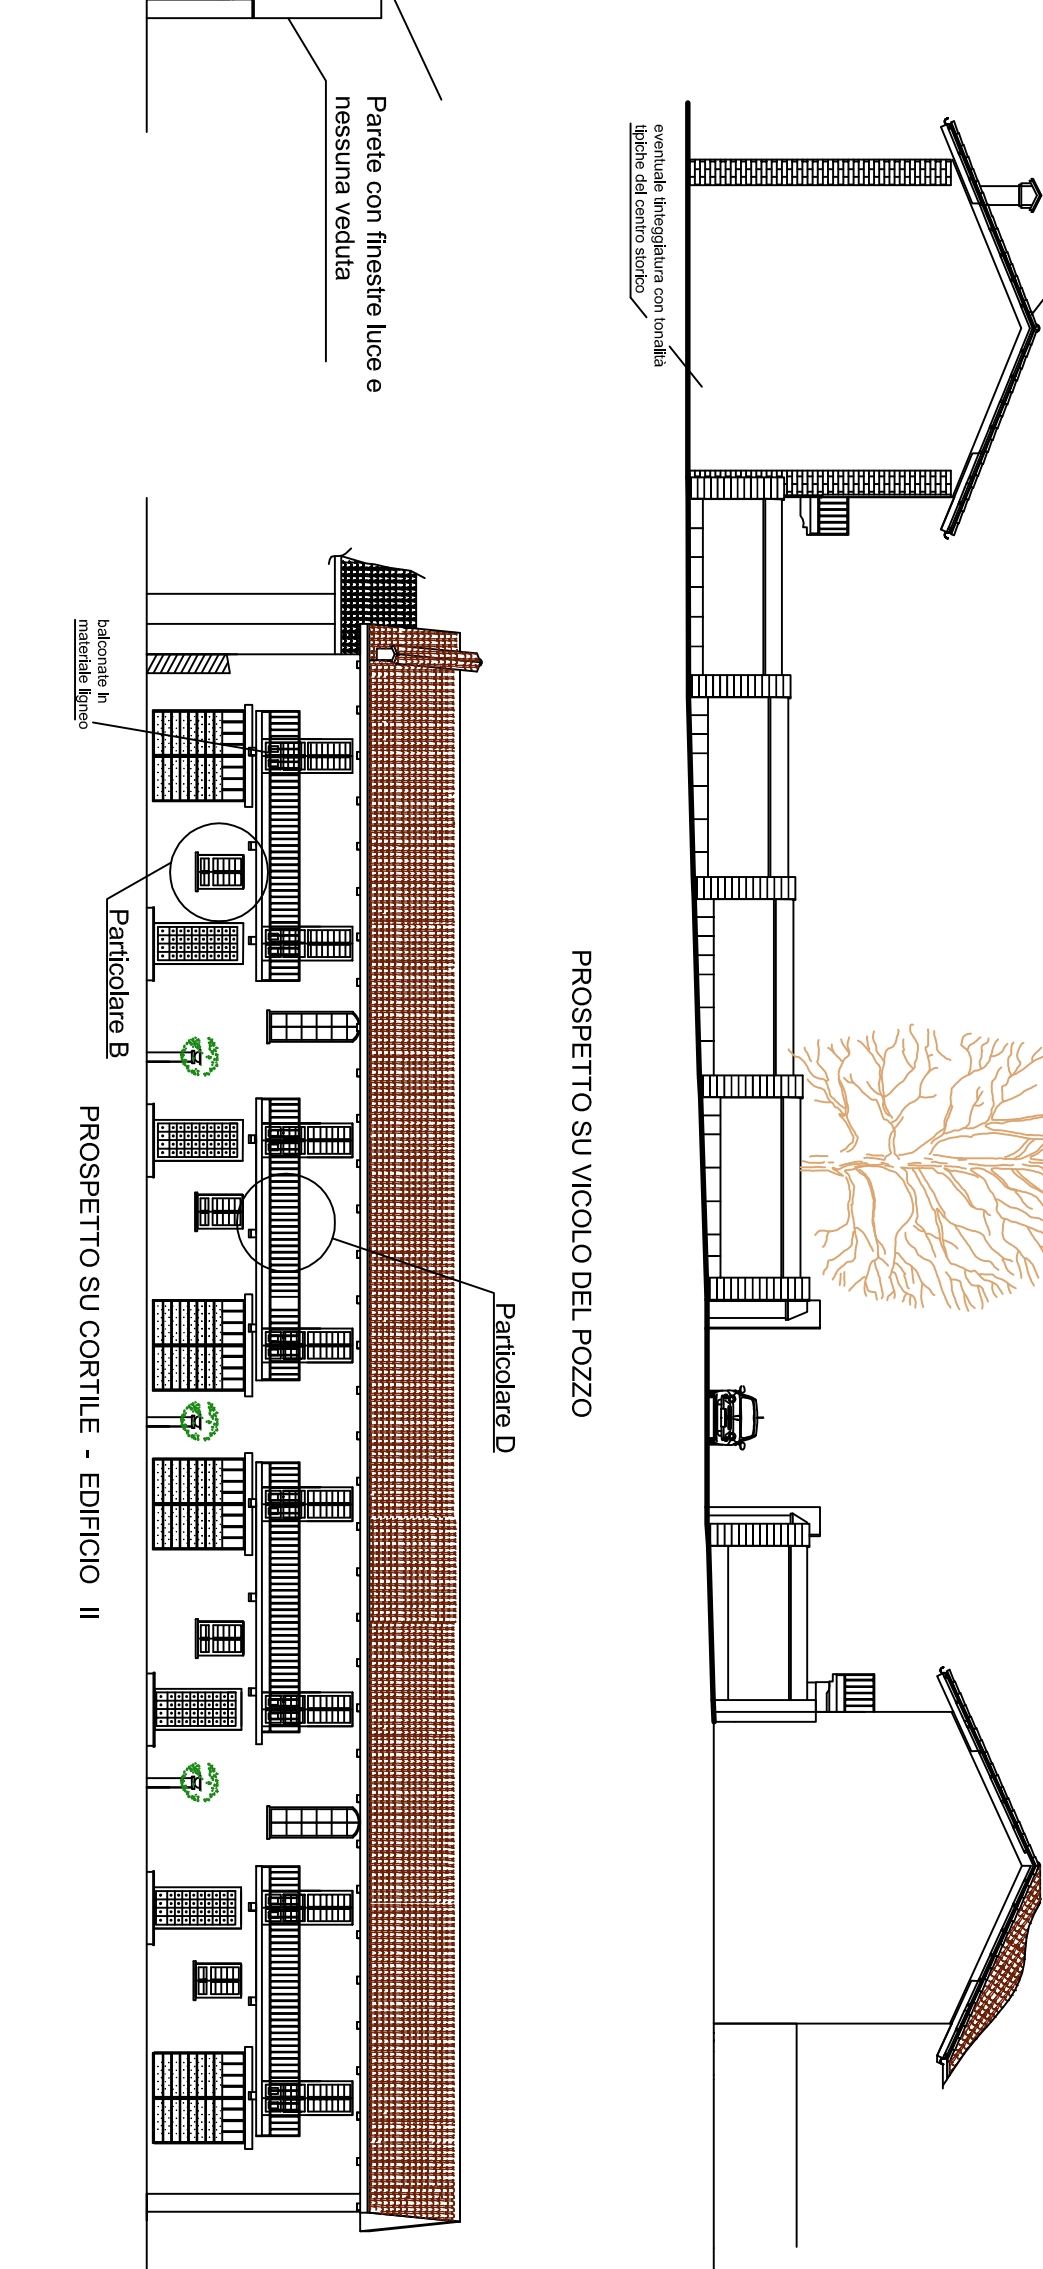 eventuale tinteggiatura con tonalità
tipiche del centro storico
PROSPETTO SU VICOLO DEL POZZO
Parete con finestre luce e
nessuna veduta
Particolare D
balconate in
materiale ligneo
Particolare B
PROSPETTO SU CORTILE - EDIFICIO II